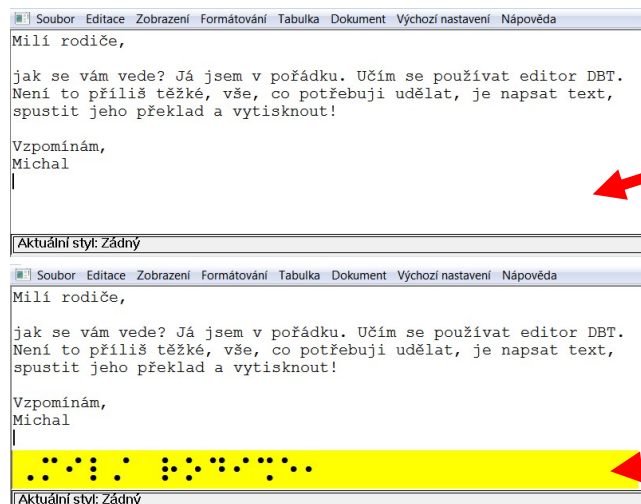 Soubor Editace Zobrazení Formátování Tabulka Dokument Výchozí nastavení Nápověda
Milí rodiče,
jak se vám vede? Já jsem v pořádku. Učím se používat editor DBT.
Není to příliš těžké, vše, co potřebuji udělat, je napsat text,
spustit jeho překlad a vytisknout!
Vzpomínám,
Michal
Aktuální styl: Žádný
Soubor Editace Zobrazení Formátování Tabulka Dokument Výchozí nastavení Nápověda
Milí rodiče,
jak se vám vede? Já jsem v pořádku. Učím se používat editor DBT.
Není to příliš těžké, vše, co potřebuji udělat, je napsat text,
spustit jeho překlad a vytisknout!
Vzpomínám,
Michal
⠠⠍⠊⠇⠌ ⠗⠕⠙⠊⠩⠑⠂
Aktuální styl: Žádný